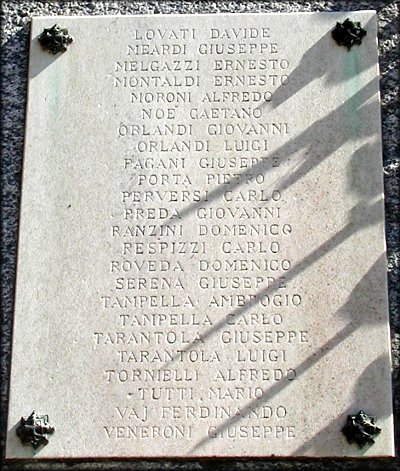 LOVATI DAVIDE
MEARDI GIUSEPPE
MELGAZZI ERNESTO
MONTALDI ERNESTO
MORONI ALFREDO
NOÈ GAETANO
ORLANDI GIOVANNI
ORLANDI LUIGI
PAGANI GIUSEPPE
PORTA PIETRO
PERVERSI CARLO
PREDA GIOVANNI
RANZINI DOMENICO
RESPIZZI CARLO
ROVEDA DOMENICO
SERENA GIUSEPPE
TAMPELLA AMBROGIO
TAMPELLA CARLO
TARANTOLA GIUSEPPE
TARANTOLA LUIGI
TORNIELLI ALFREDO
TUTTI MARIO
VAJ FERDINANDO
VENERONI GIUSEPPE